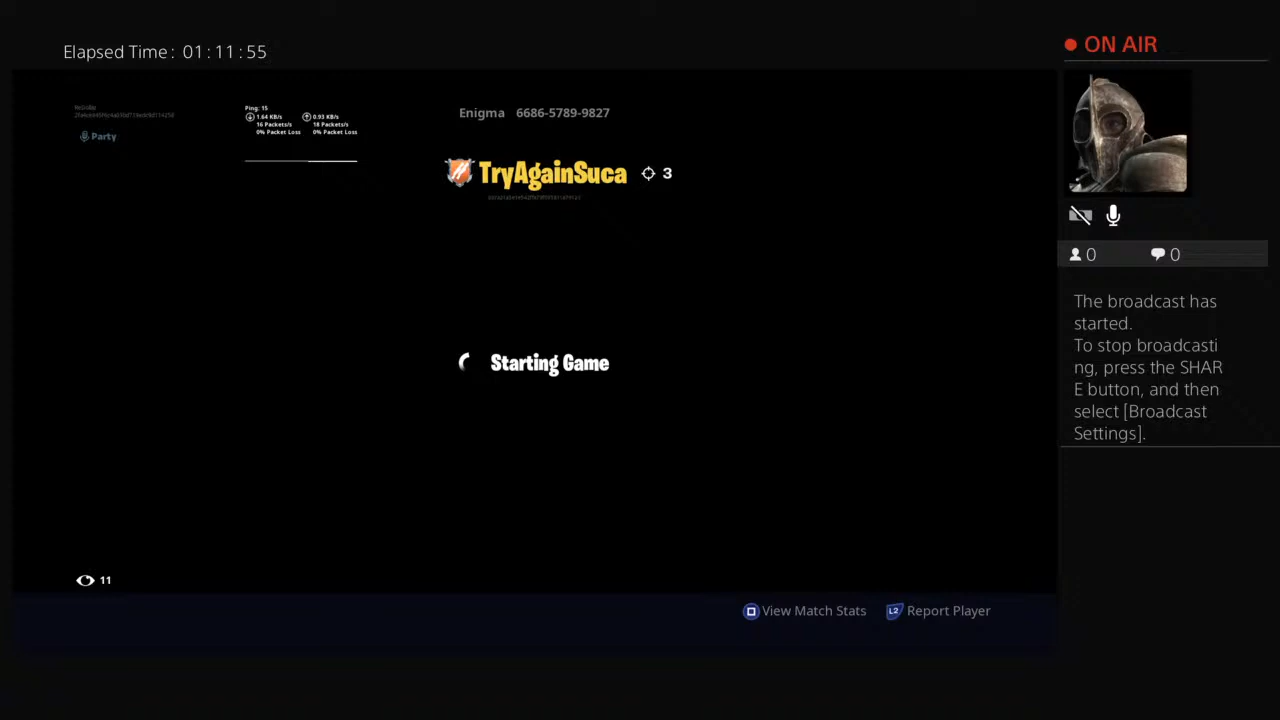 Elapsed Time: 01:11:55
ON AIR
Ping: 15
1.64 KB/s
0.93 KB/s
16 Packets/s
18 Packets/s
0% Packet Loss
0% Packet Loss
Party
Enigma 6686-5789-9827
TryAgainSuca 3
0
0
The broadcast has
started.
To stop broadcasti
ng, press the SHAR
E button, and then
select [Broadcast
Settings].
Starting Game
11
View Match Stats
L2 Report Player